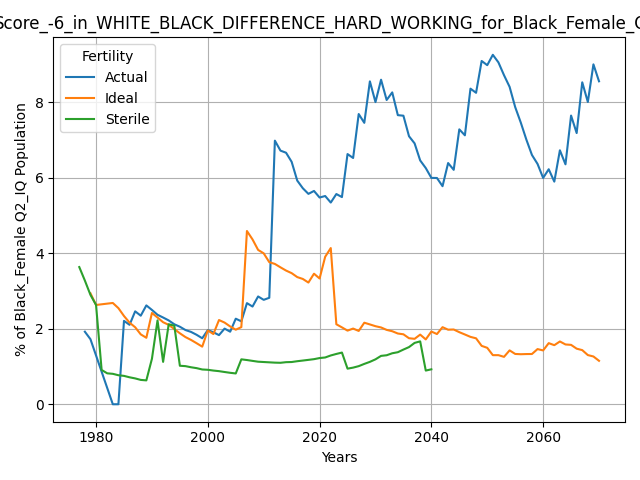 Score_-6_in_WHITE_BLACK_DIFFERENCE_HARD_WORKING_for_Black_Female_
Fertility
Actual
Ideal
Sterile
% of Black_Female Q2_IQ Population
8
6
4
2
0
1980
2000
2020
2040
2060
Years